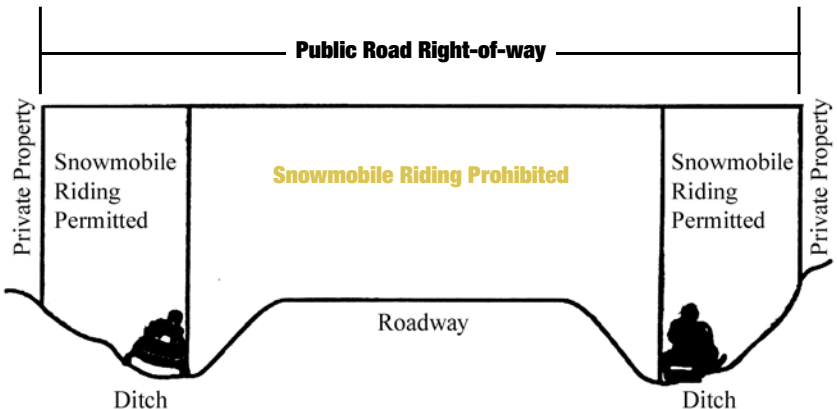 Public Road Right-of-way
Private Property
Snowmobile
Riding
Permitted
Snowmobile Riding Prohibited
Snowmobile
Riding
Permitted
Private Property
Roadway
Ditch
Ditch